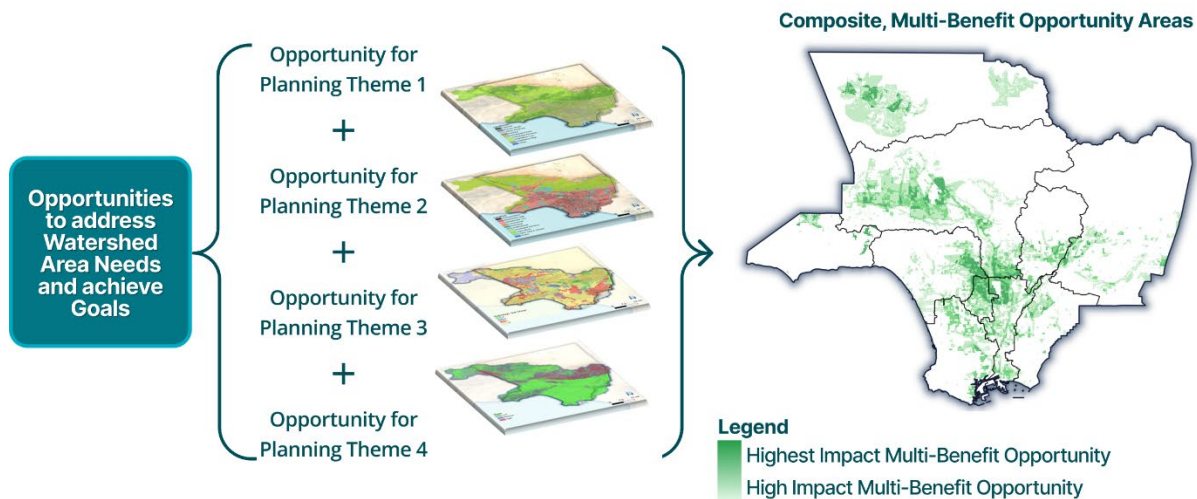 Opportunities
to address
Watershed
Area Needs
and achieve
Goals
Opportunity for
Planning Theme 1
+
Opportunity for
Planning Theme 2
+
Opportunity for
Planning Theme 3
+
Opportunity for
Planning Theme 4
Composite, Multi-Benefit Opportunity Areas
Legend
Highest Impact Multi-Benefit Opportunity
High Impact Multi-Benefit Opportunity